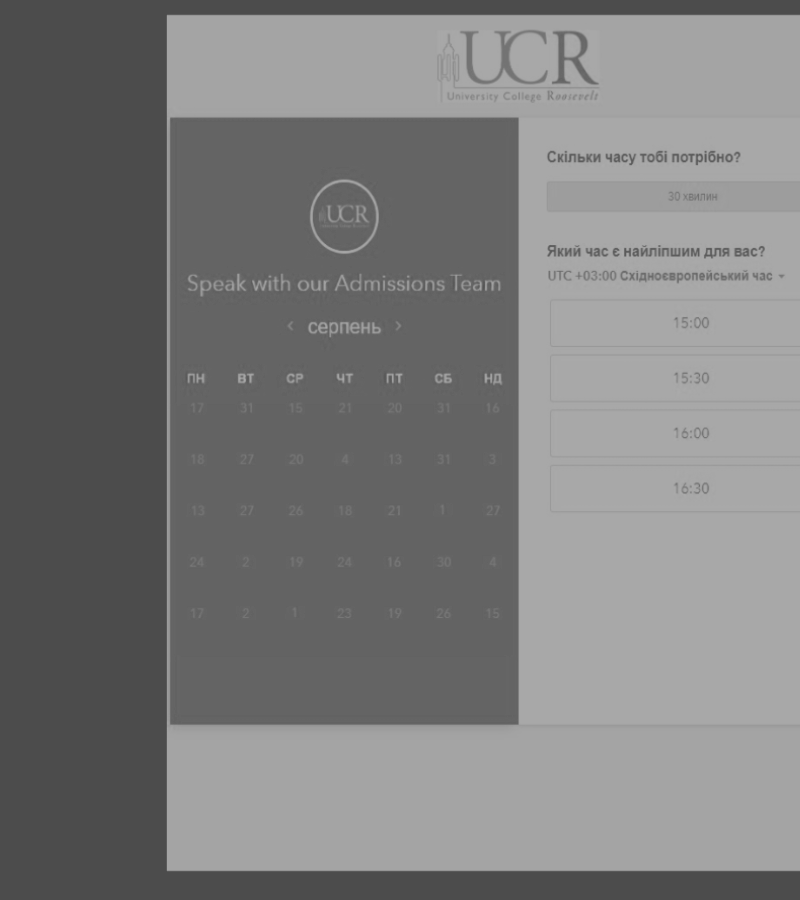 UCR
University College Roosevelt
UCR
Speak with our Admissions Team
‹ серпень ›
ПН ВТ СР ЧТ ПТ СБ НД
17 31 15 21 20 31 16
18 27 20 4 13 31 3
13 27 26 18 21 1 27
24 2 19 24 16 30 4
17 2 1 23 19 26 15
Скільки часу тобі потрібно?
30 хвилин
Який час є найліпшим для вас?
UTC +03:00 Східноєвропейський час
15:00
15:30
16:00
16:30